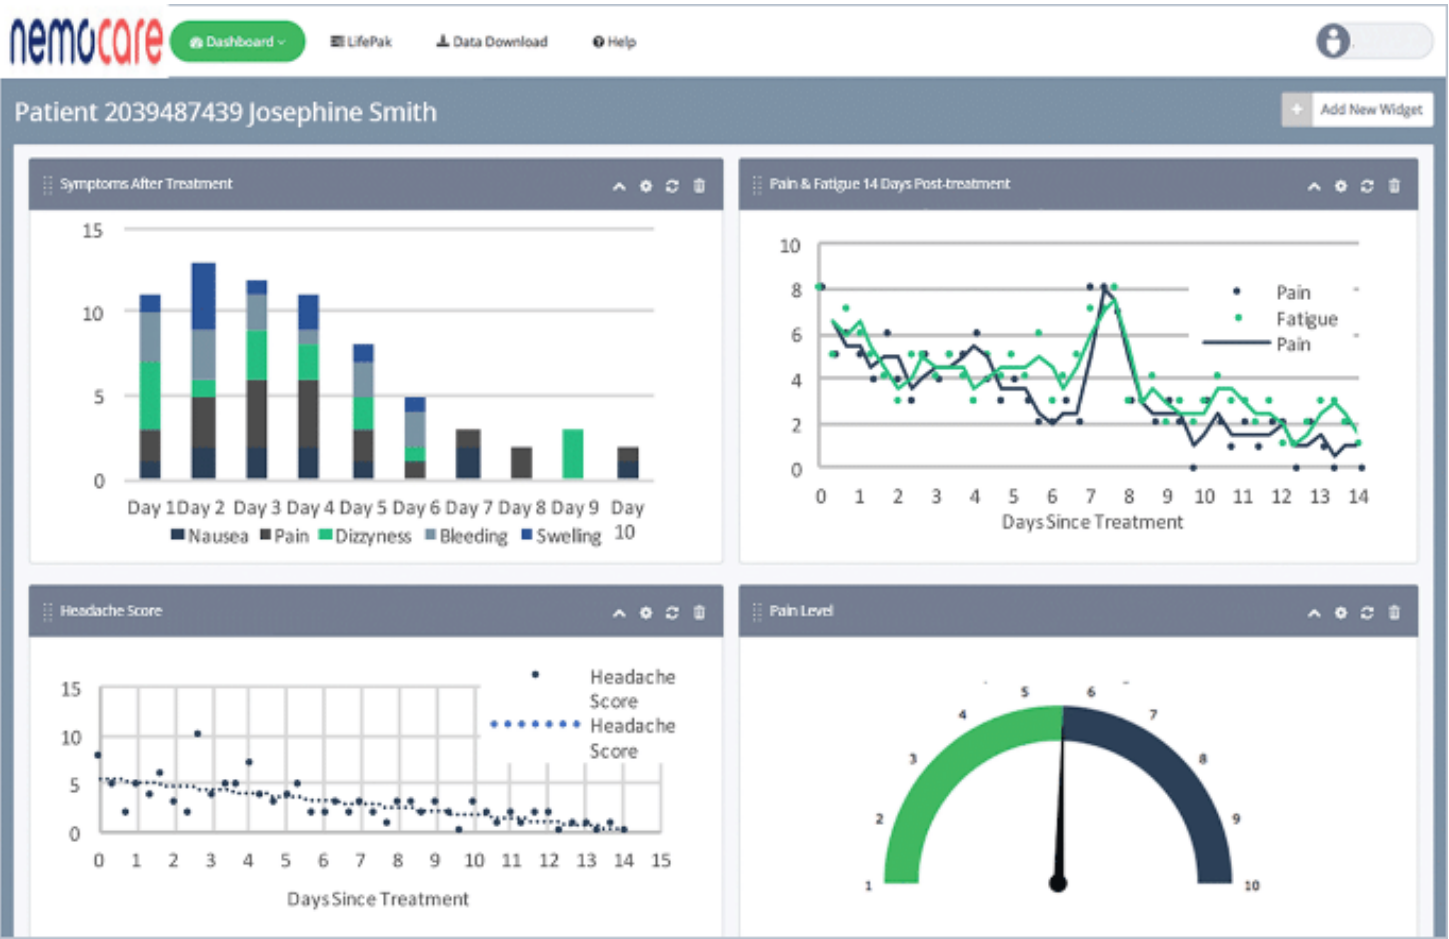 nemocare
Dashboard
LifePak
Data Download
Help
Patient 2039487439 Josephine Smith
+ Add New Widget
Symptoms After Treatment
15
10
5
0
Day 1 Day 2 Day 3 Day 4 Day 5 Day 6 Day 7 Day 8 Day 9 Day 10
Nausea Pain Dizzyness Bleeding Swelling
Pain & Fatigue 14 Days Post-treatment
10
8
6
4
2
0
Pain
Fatigue
Pain
0 1 2 3 4 5 6 7 8 9 10 11 12 13 14
Days Since Treatment
Headache Score
15
10
5
0
Headache
Score
Headache
Score
0 1 2 3 4 5 6 7 8 9 10 11 12 13 14 15
Days Since Treatment
Pain Level
1
2
3
4
5
6
7
8
9
10